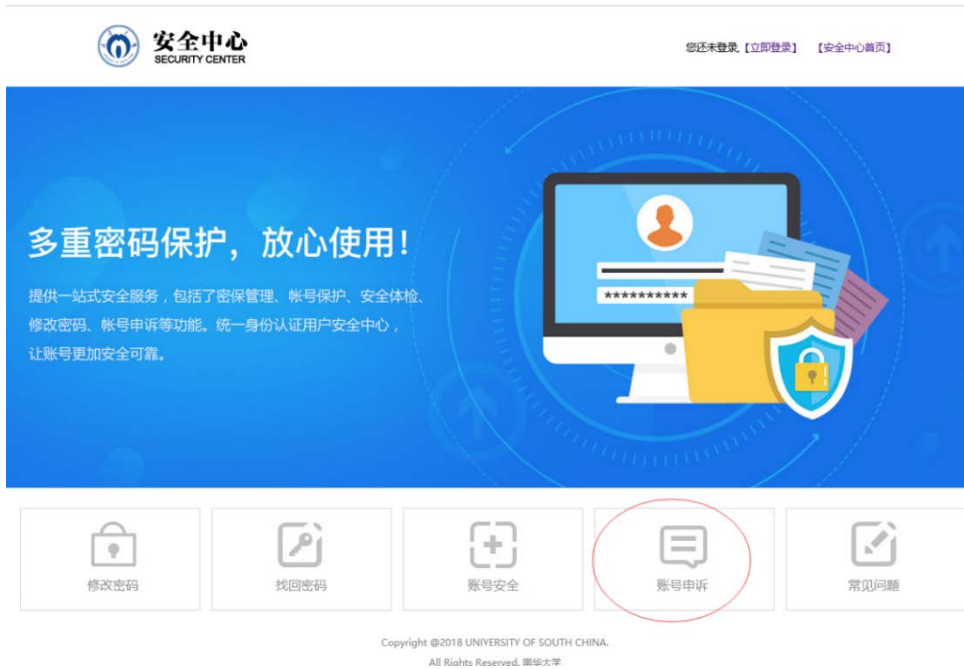 安全中心
SECURITY CENTER
您还未登录,【立即登录】 【安全中心首页】
多重密码保护，放心使用！
提供一站式安全服务，包括了密保管理、帐号保护、安全体检、
修改密码、帐号申诉等功能。统一身份认证用户安全中心，
让账号更加安全可靠。
**********
修改密码
找回密码
账号安全
账号申诉
常见问题
Copyright @2018 UNIVERSITY OF SOUTH CHINA.
All Rights Reserved. 南华大学